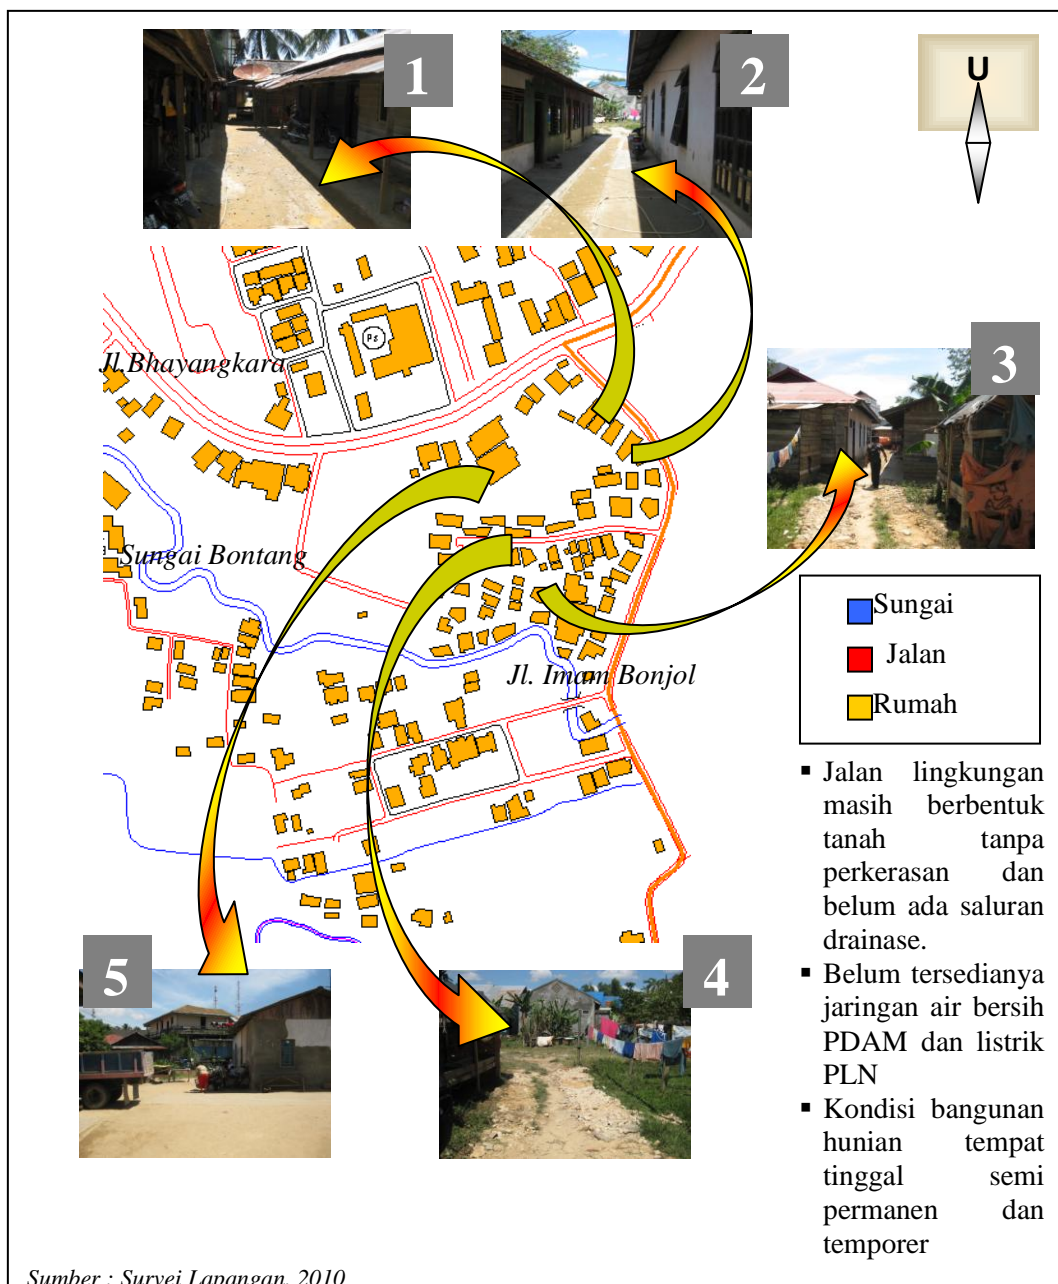 1
2
U
3
Jl.Bhayangkara
Ps
Sungai Bontang
Jl. Imam Bonjol
Sungai
Jalan
Rumah
▪ Jalan lingkungan
masih berbentuk
tanah tanpa
perkerasan dan
belum ada saluran
drainase.
▪ Belum tersedianya
jaringan air bersih
PDAM dan listrik
PLN
▪ Kondisi bangunan
hunian tempat
tinggal semi
permanen dan
temporer
5
4
Sumber : Survei Lapangan, 2010